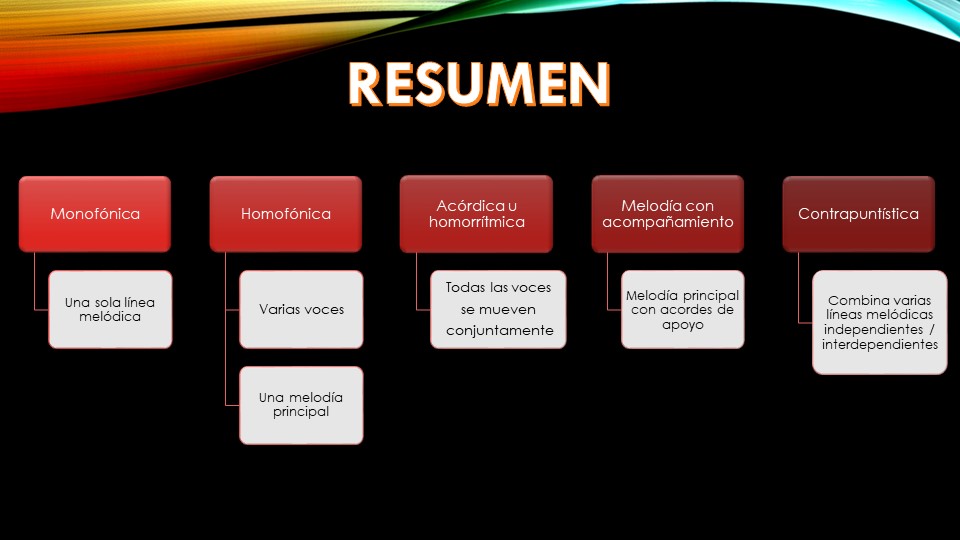 RESUMEN
Monofónica
Una sola línea
melódica
Homofónica
Varias voces
Una melodía
principal
Acórdica u
homorrítmica
Todas las voces
se mueven
conjuntamente
Melodía con
acompañamiento
Melodía principal
con acordes de
apoyo
Contrapuntística
Combina varias
líneas melódicas
independientes /
interdependientes